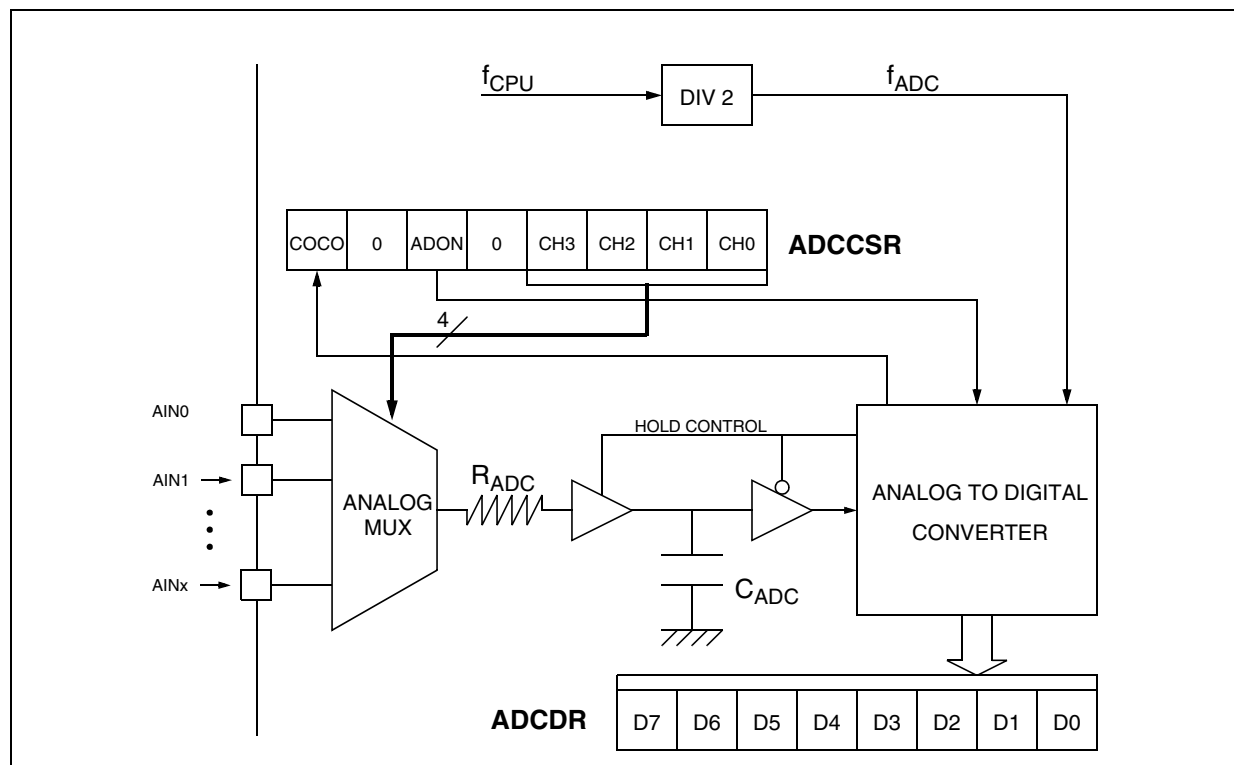 fCPU
DIV 2
fADC
COCO 0 ADON 0 CH3 CH2 CH1 CH0
ADCCSR
4
AIN0
AIN1
AINx
ANALOG
MUX
RADC
HOLD CONTROL
CADC
ANALOG TO DIGITAL
CONVERTER
ADCDR
D7 D6 D5 D4 D3 D2 D1 D0